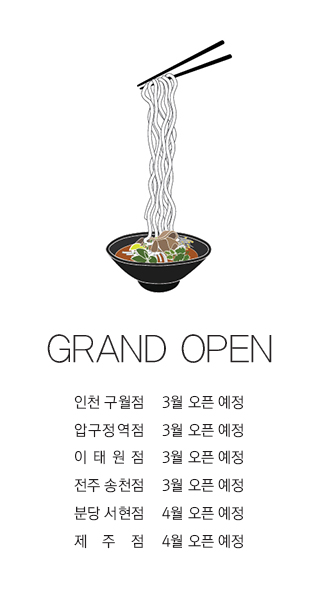 GRAND OPEN
인천 구월점 3월 오픈 예정
압구정역점 3월 오픈 예정
이 태 원 점 3월 오픈 예정
전주 송천점 3월 오픈 예정
분당 서현점 4월 오픈 예정
제 주 점 4월 오픈 예정